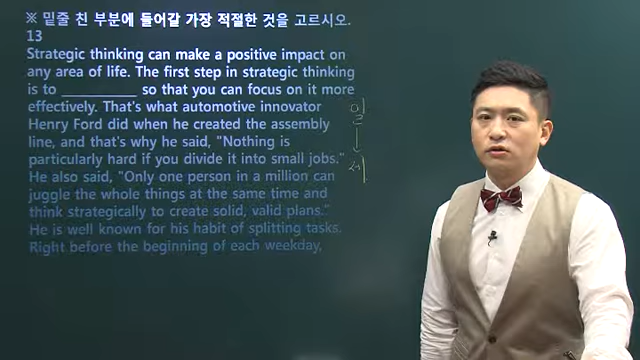 ※ 밑줄 친 부분에 들어갈 가장 적절한 것을 고르시오.
13
Strategic thinking can make a positive impact on
any area of life. The first step in strategic thinking
is to ____________ so that you can focus on it more
effectively. That's what automotive innovator
Henry Ford did when he created the assembly
line, and that's why he said, "Nothing is
particularly hard if you divide it into small jobs."
He also said, "Only one person in a million can
juggle the whole things at the same time and
think strategically to create solid, valid plans."
He is well known for his habit of splitting tasks.
Right before the beginning of each weekday,
일
세